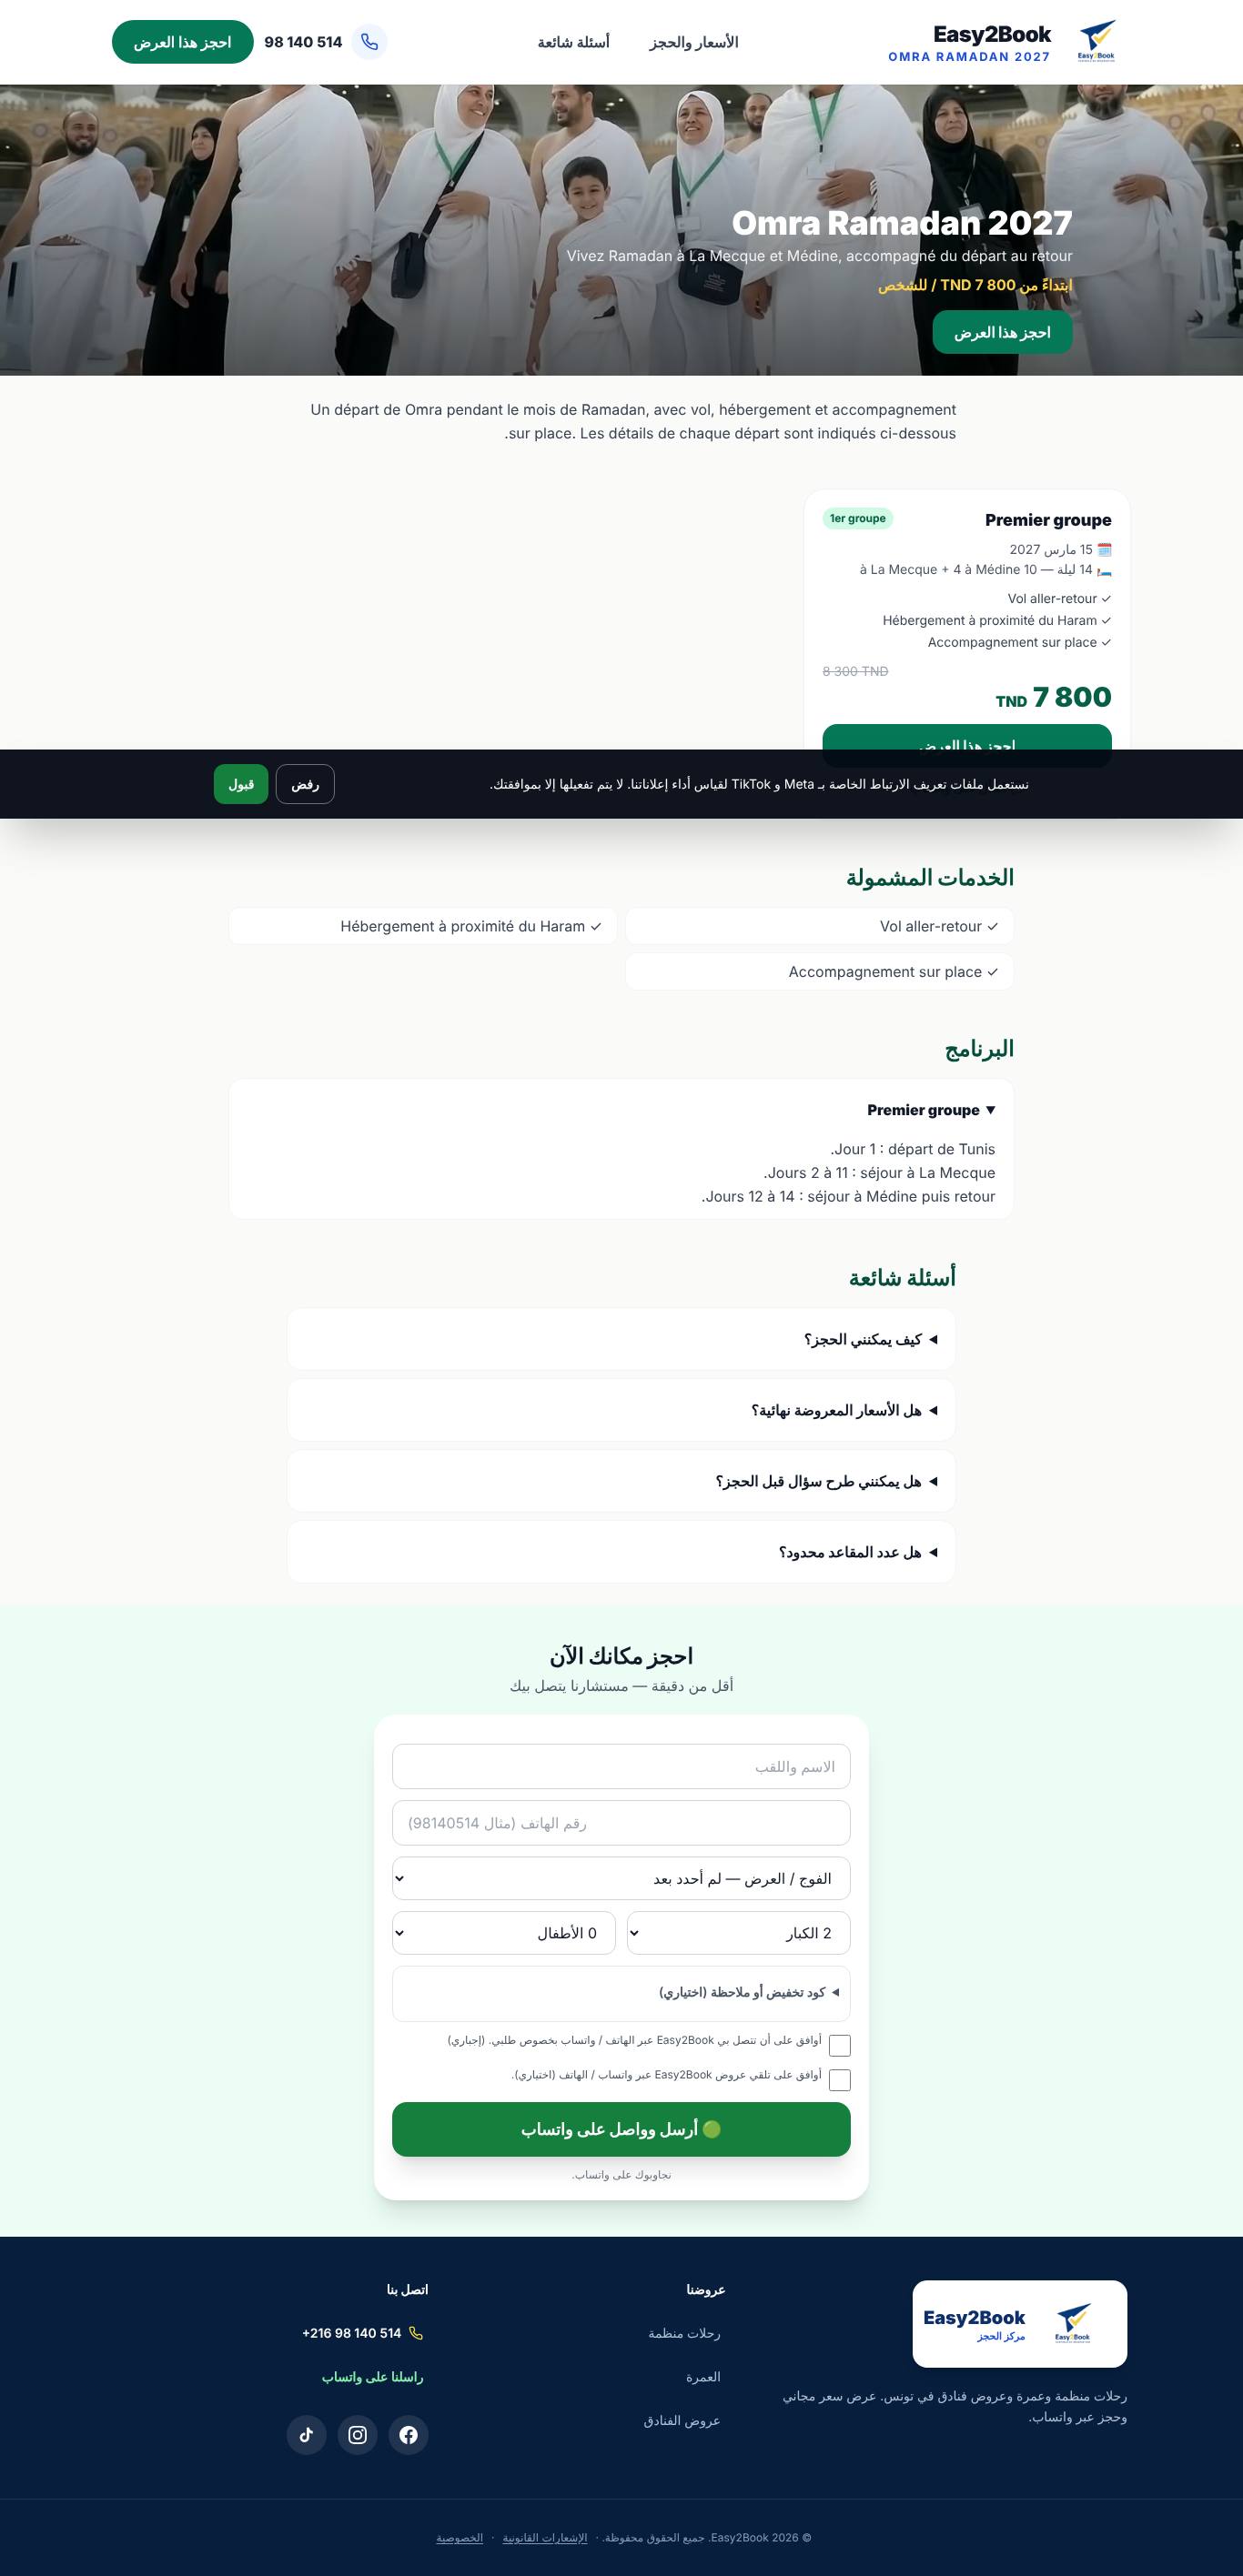 Easy2Book
OMRA RAMADAN 2027
الأسعار والحجز
أسئلة شائعة
98 140 514
احجز هذا العرض
Omra Ramadan 2027
Vivez Ramadan à La Mecque et Médine, accompagné du départ au retour
ابتداءً من 7 800 TND / للشخص
احجز هذا العرض
Un départ de Omra pendant le mois de Ramadan, avec vol, hébergement et accompagnement
sur place. Les détails de chaque départ sont indiqués ci-dessous.
Premier groupe
1er groupe
🗓️ 15 مارس 2027
🛏️ 14 ليلة — 10 à La Mecque + 4 à Médine
✓ Vol aller-retour
✓ Hébergement à proximité du Haram
✓ Accompagnement sur place
8 300 TND
7 800 TND
احجز هذا العرض
نستعمل ملفات تعريف الارتباط الخاصة بـ Meta و TikTok لقياس أداء إعلاناتنا. لا يتم تفعيلها إلا بموافقتك.
رفض
قبول
الخدمات المشمولة
✓ Vol aller-retour
✓ Hébergement à proximité du Haram
✓ Accompagnement sur place
البرنامج
Premier groupe
Jour 1 : départ de Tunis.
Jours 2 à 11 : séjour à La Mecque.
Jours 12 à 14 : séjour à Médine puis retour.
أسئلة شائعة
كيف يمكنني الحجز؟
هل الأسعار المعروضة نهائية؟
هل يمكنني طرح سؤال قبل الحجز؟
هل عدد المقاعد محدود؟
احجز مكانك الآن
أقل من دقيقة — مستشارنا يتصل بيك
الاسم واللقب
رقم الهاتف (مثال 98140514)
الفوج / العرض — لم أحدد بعد
2 الكبار
0 الأطفال
كود تخفيض أو ملاحظة (اختياري)
أوافق على أن تتصل بي Easy2Book عبر الهاتف / واتساب بخصوص طلبي. (إجباري)
أوافق على تلقي عروض Easy2Book عبر واتساب / الهاتف (اختياري).
🟢 أرسل وواصل على واتساب
نجاوبوك على واتساب.
Easy2Book
Easy2Book
مركز الحجز
رحلات منظمة وعمرة وعروض فنادق في تونس. عرض سعر مجاني
وحجز عبر واتساب.
عروضنا
رحلات منظمة
العمرة
عروض الفنادق
اتصل بنا
+216 98 140 514
راسلنا على واتساب
© 2026 Easy2Book. جميع الحقوق محفوظة. · الإشعارات القانونية · الخصوصية